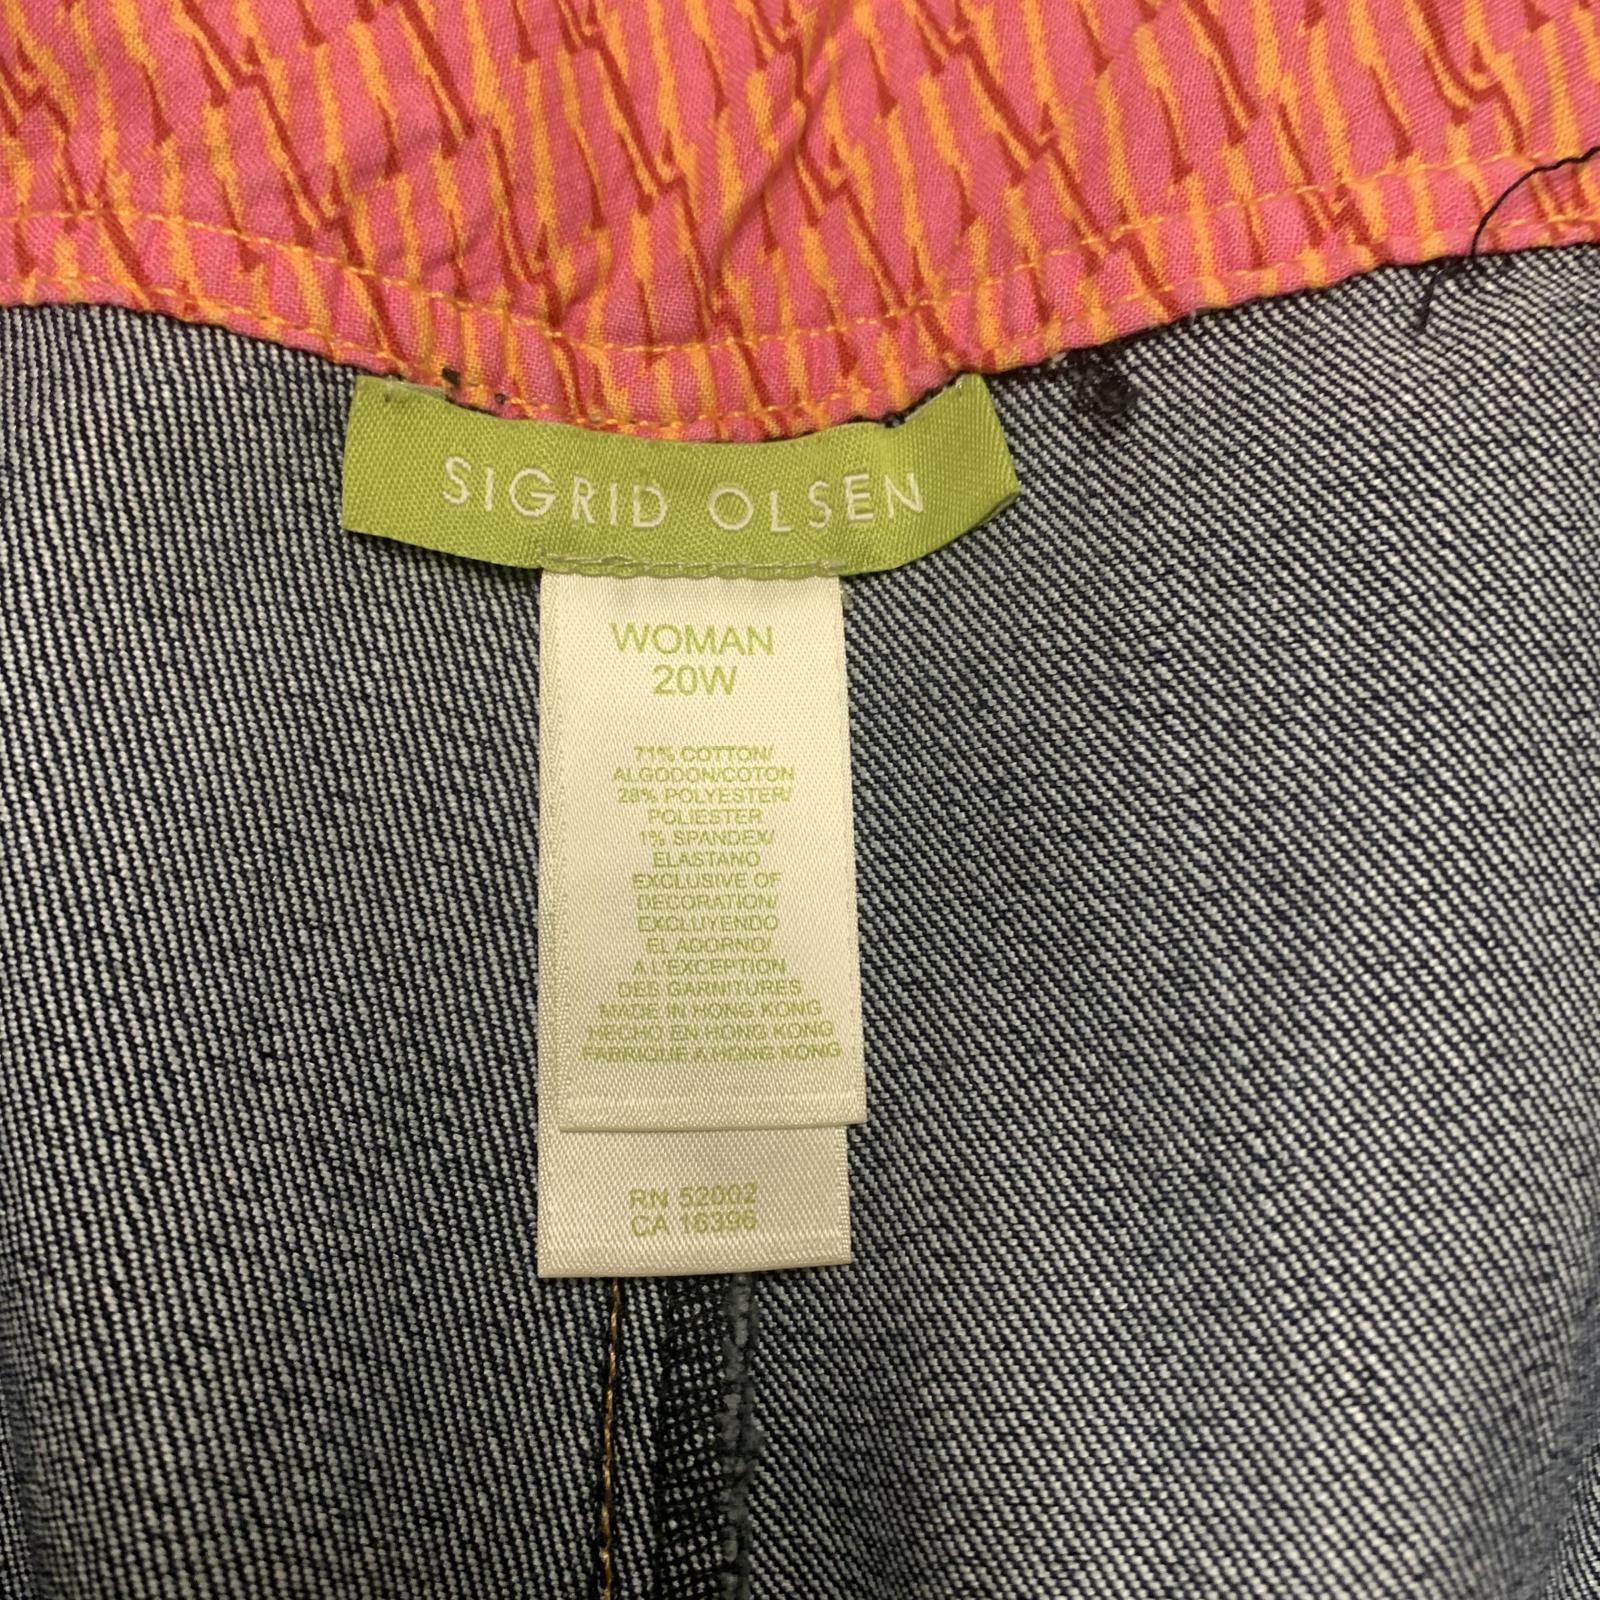 SIGRID OLSEN
WOMAN
20W
71% COTTON/
ALGODON/COTON
28% POLYESTER/
POLIESTER
1% SPANDEX/
ELASTANO
EXCLUSIVE OF
DECORATION/
EXCLUYENDO
EL ADORNO/
A L'EXCEPTION
DES GARNITURES
MADE IN HONG KONG
HECHO EN HONG KONG
FABRIQUE A HONG KONG
RN 52002
CA 16396